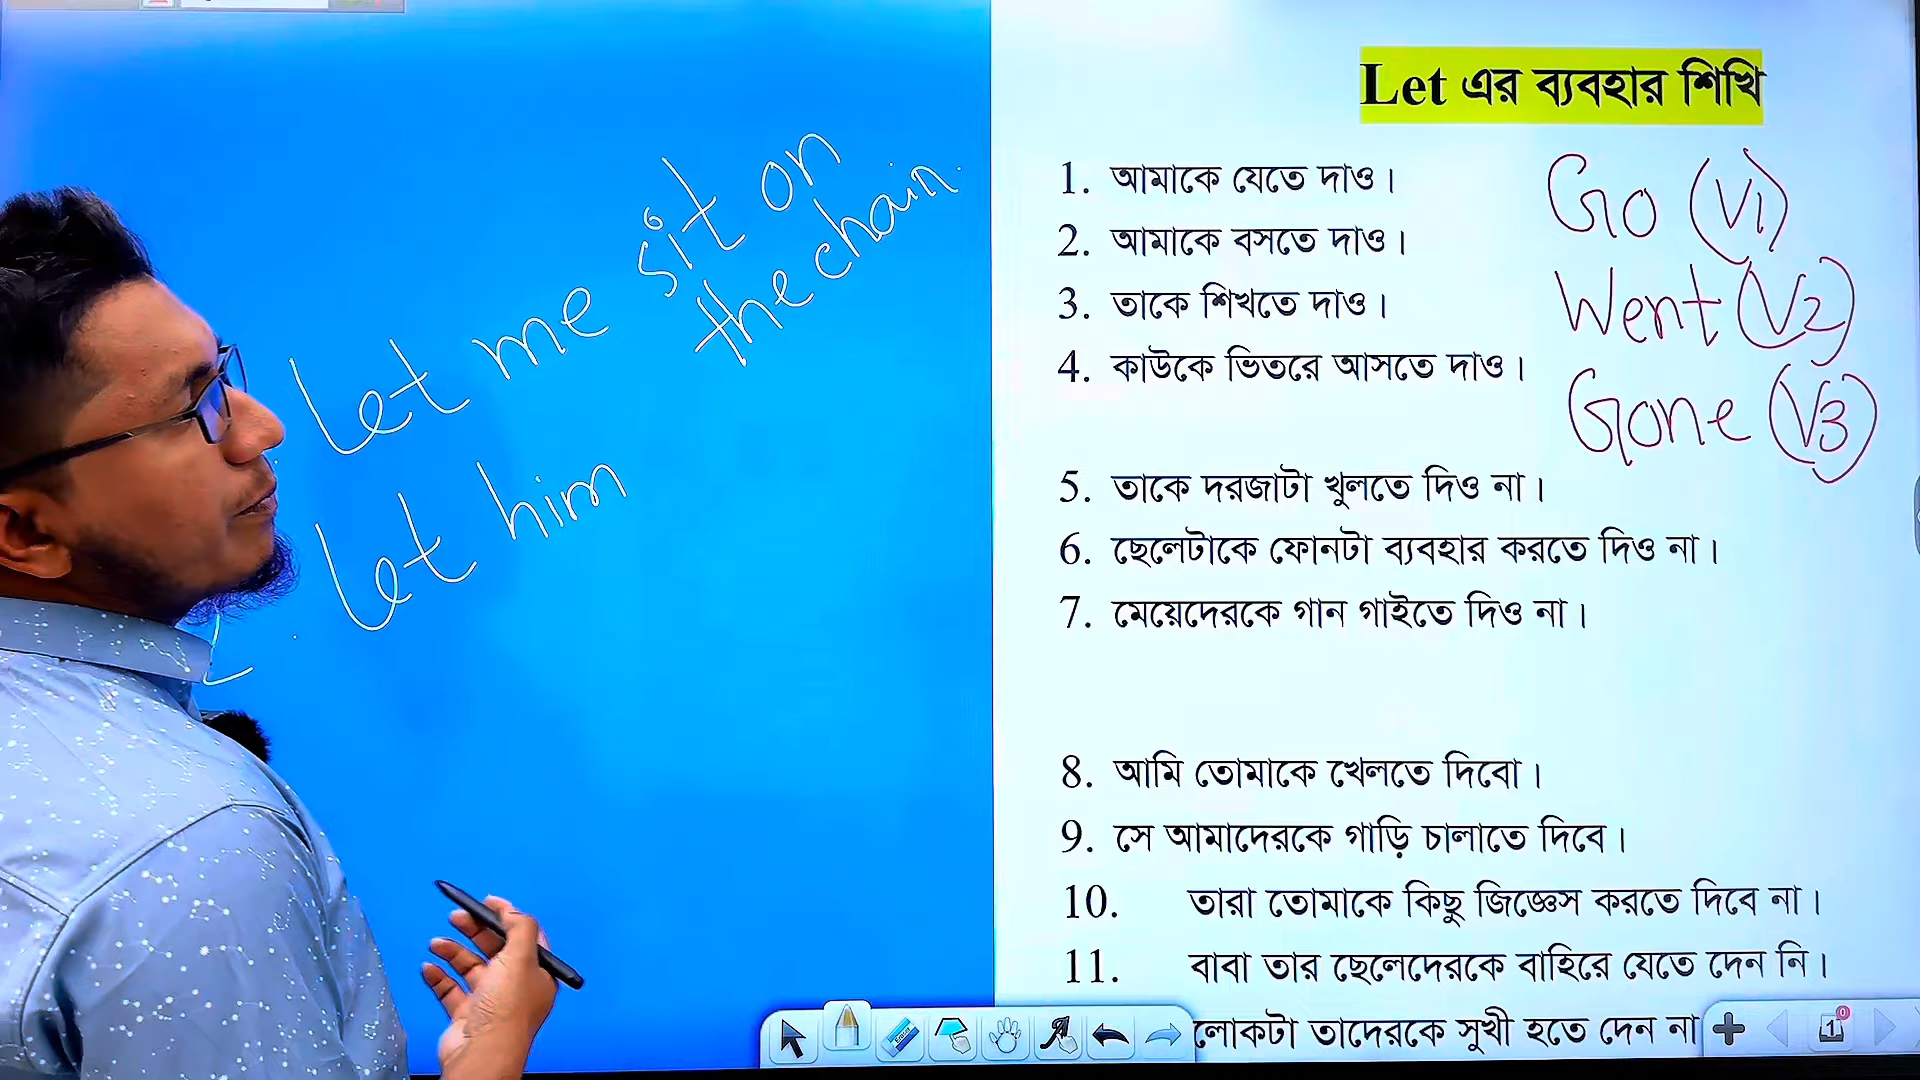 Let me sit on
the chair.
Let him
Let এর ব্যবহার শিখি
1. আমাকে যেতে দাও।
2. আমাকে বসতে দাও।
3. তাকে শিখতে দাও।
4. কাউকে ভিতরে আসতে দাও।
Go (V1)
Went (V2)
Gone (V3)
5. তাকে দরজাটা খুলতে দিও না।
6. ছেলেটাকে ফোনটা ব্যবহার করতে দিও না।
7. মেয়েদেরকে গান গাইতে দিও না।
8. আমি তোমাকে খেলতে দিবো।
9. সে আমাদেরকে গাড়ি চালাতে দিবে।
10. তারা তোমাকে কিছু জিজ্ঞেস করতে দিবে না।
11. বাবা তার ছেলেদেরকে বাহিরে যেতে দেন নি।
লোকটা তাদেরকে সুখী হতে দেন না
1
0